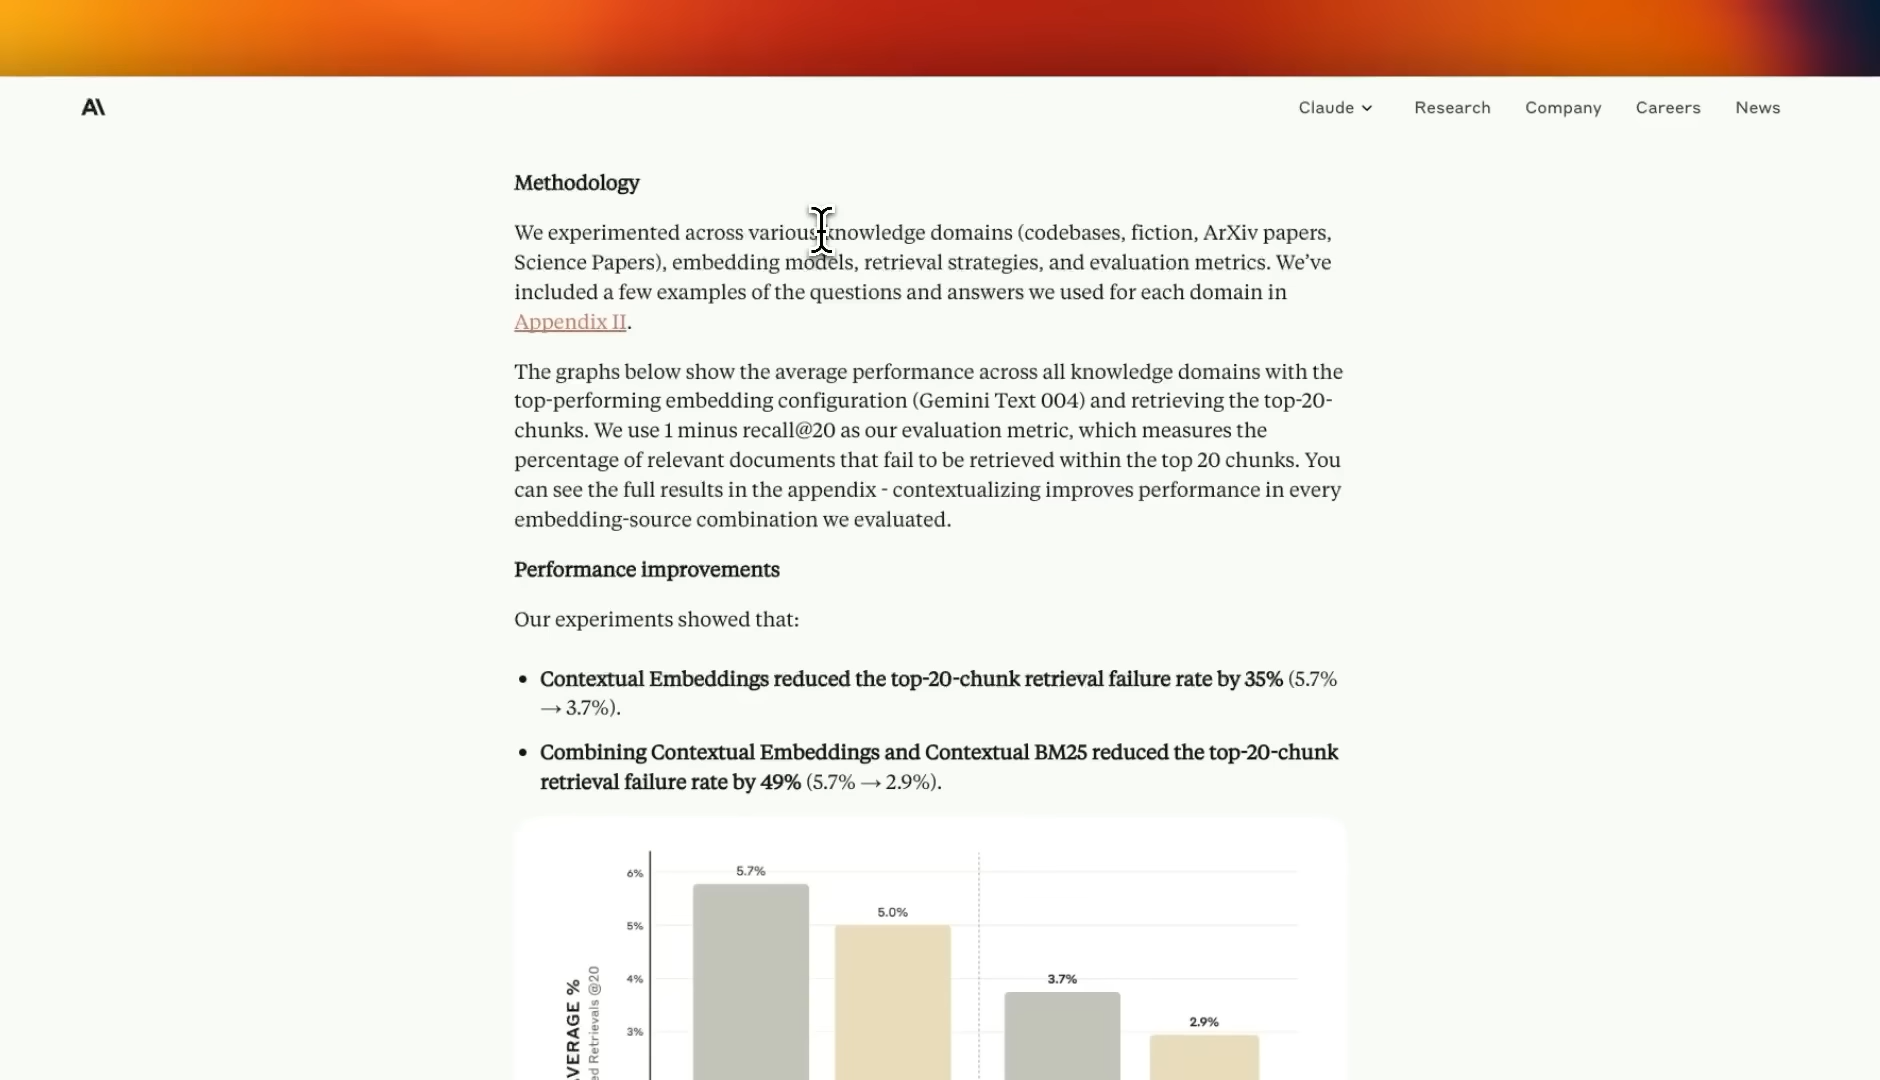 A\
Claude
Research
Company
Careers
News
Methodology
We experimented across various knowledge domains (codebases, fiction, ArXiv papers,
Science Papers), embedding models, retrieval strategies, and evaluation metrics. We’ve
included a few examples of the questions and answers we used for each domain in
Appendix II.
The graphs below show the average performance across all knowledge domains with the
top-performing embedding configuration (Gemini Text 004) and retrieving the top-20-
chunks. We use 1 minus recall@20 as our evaluation metric, which measures the
percentage of relevant documents that fail to be retrieved within the top 20 chunks. You
can see the full results in the appendix - contextualizing improves performance in every
embedding-source combination we evaluated.
Performance improvements
Our experiments showed that:
• Contextual Embeddings reduced the top-20-chunk retrieval failure rate by 35% (5.7%
→ 3.7%).
• Combining Contextual Embeddings and Contextual BM25 reduced the top-20-chunk
retrieval failure rate by 49% (5.7% → 2.9%).
6%
5%
4%
3%
5.7%
5.0%
3.7%
2.9%
%
Retrievals @20